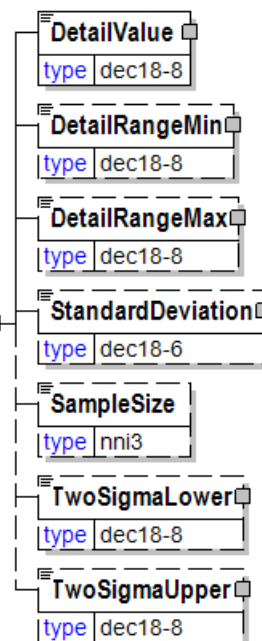 DetailValue
type dec18-8
DetailRangeMin
type dec18-8
DetailRangeMax
type dec18-8
StandardDeviation
type dec18-6
SampleSize
type nni3
TwoSigmaLower
type dec18-8
TwoSigmaUpper
type dec18-8